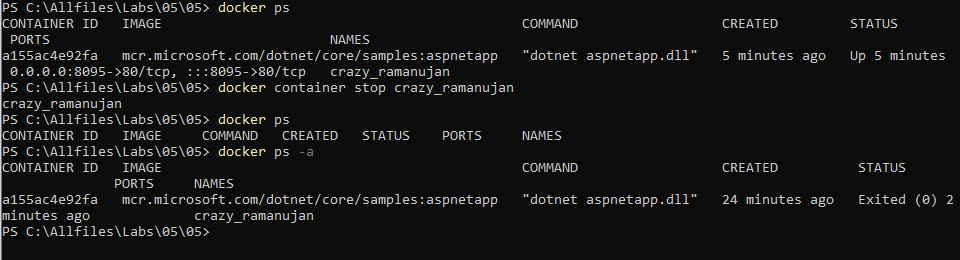 PS C:\Allfiles\Labs\05\05> docker ps
CONTAINER ID   IMAGE                                             COMMAND                  CREATED         STATUS
 PORTS                                   NAMES
a155ac4e92fa   mcr.microsoft.com/dotnet/core/samples:aspnetapp   "dotnet aspnetapp.dll"   5 minutes ago   Up 5 minutes
 0.0.0.0:8095->80/tcp, :::8095->80/tcp   crazy_ramanujan
PS C:\Allfiles\Labs\05\05> docker container stop crazy_ramanujan
crazy_ramanujan
PS C:\Allfiles\Labs\05\05> docker ps
CONTAINER ID   IMAGE     COMMAND   CREATED   STATUS    PORTS     NAMES
PS C:\Allfiles\Labs\05\05> docker ps -a
CONTAINER ID   IMAGE                                             COMMAND                  CREATED          STATUS
              PORTS     NAMES
a155ac4e92fa   mcr.microsoft.com/dotnet/core/samples:aspnetapp   "dotnet aspnetapp.dll"   24 minutes ago   Exited (0) 2
minutes ago             crazy_ramanujan
PS C:\Allfiles\Labs\05\05>